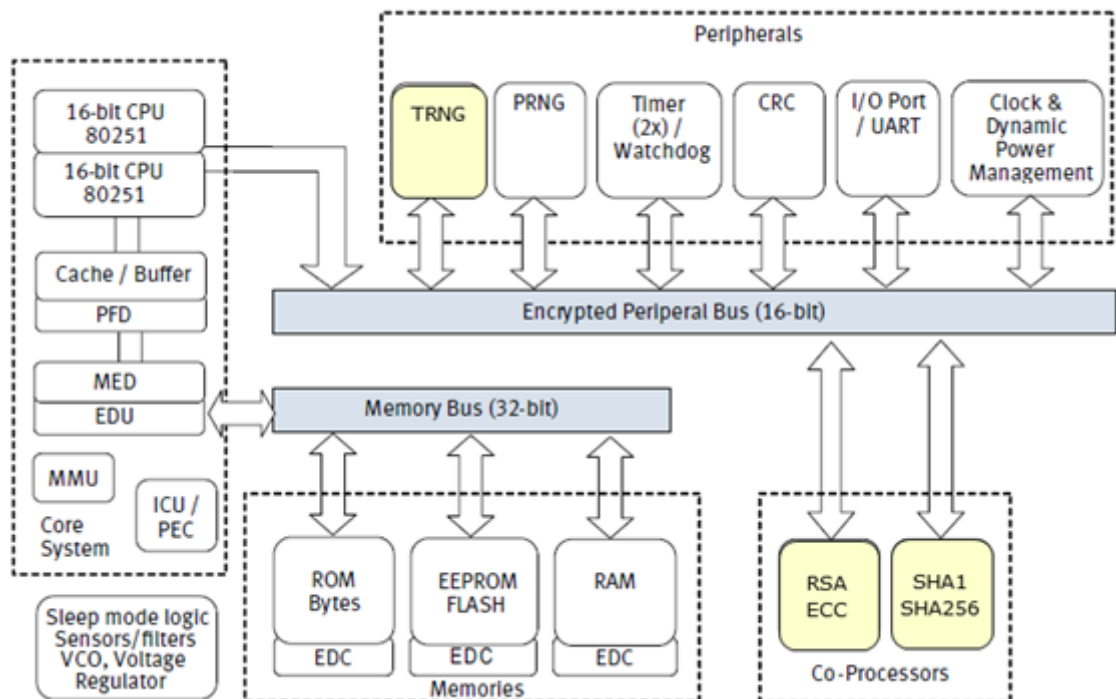 Peripherals
16-bit CPU
80251
16-bit CPU
80251
TRNG
PRNG
Timer
(2x) /
Watchdog
CRC
I/O Port
/ UART
Clock &
Dynamic
Power
Management
Cache / Buffer
PFD
Encrypted Periperal Bus (16-bit)
MED
EDU
Memory Bus (32-bit)
MMU
ICU /
PEC
Core
System
ROM
Bytes
EDC
EEPROM
FLASH
EDC
RAM
EDC
Memories
RSA
ECC
SHA1
SHA256
Co-Processors
Sleep mode logic
Sensors/filters
VCO, Voltage
Regulator